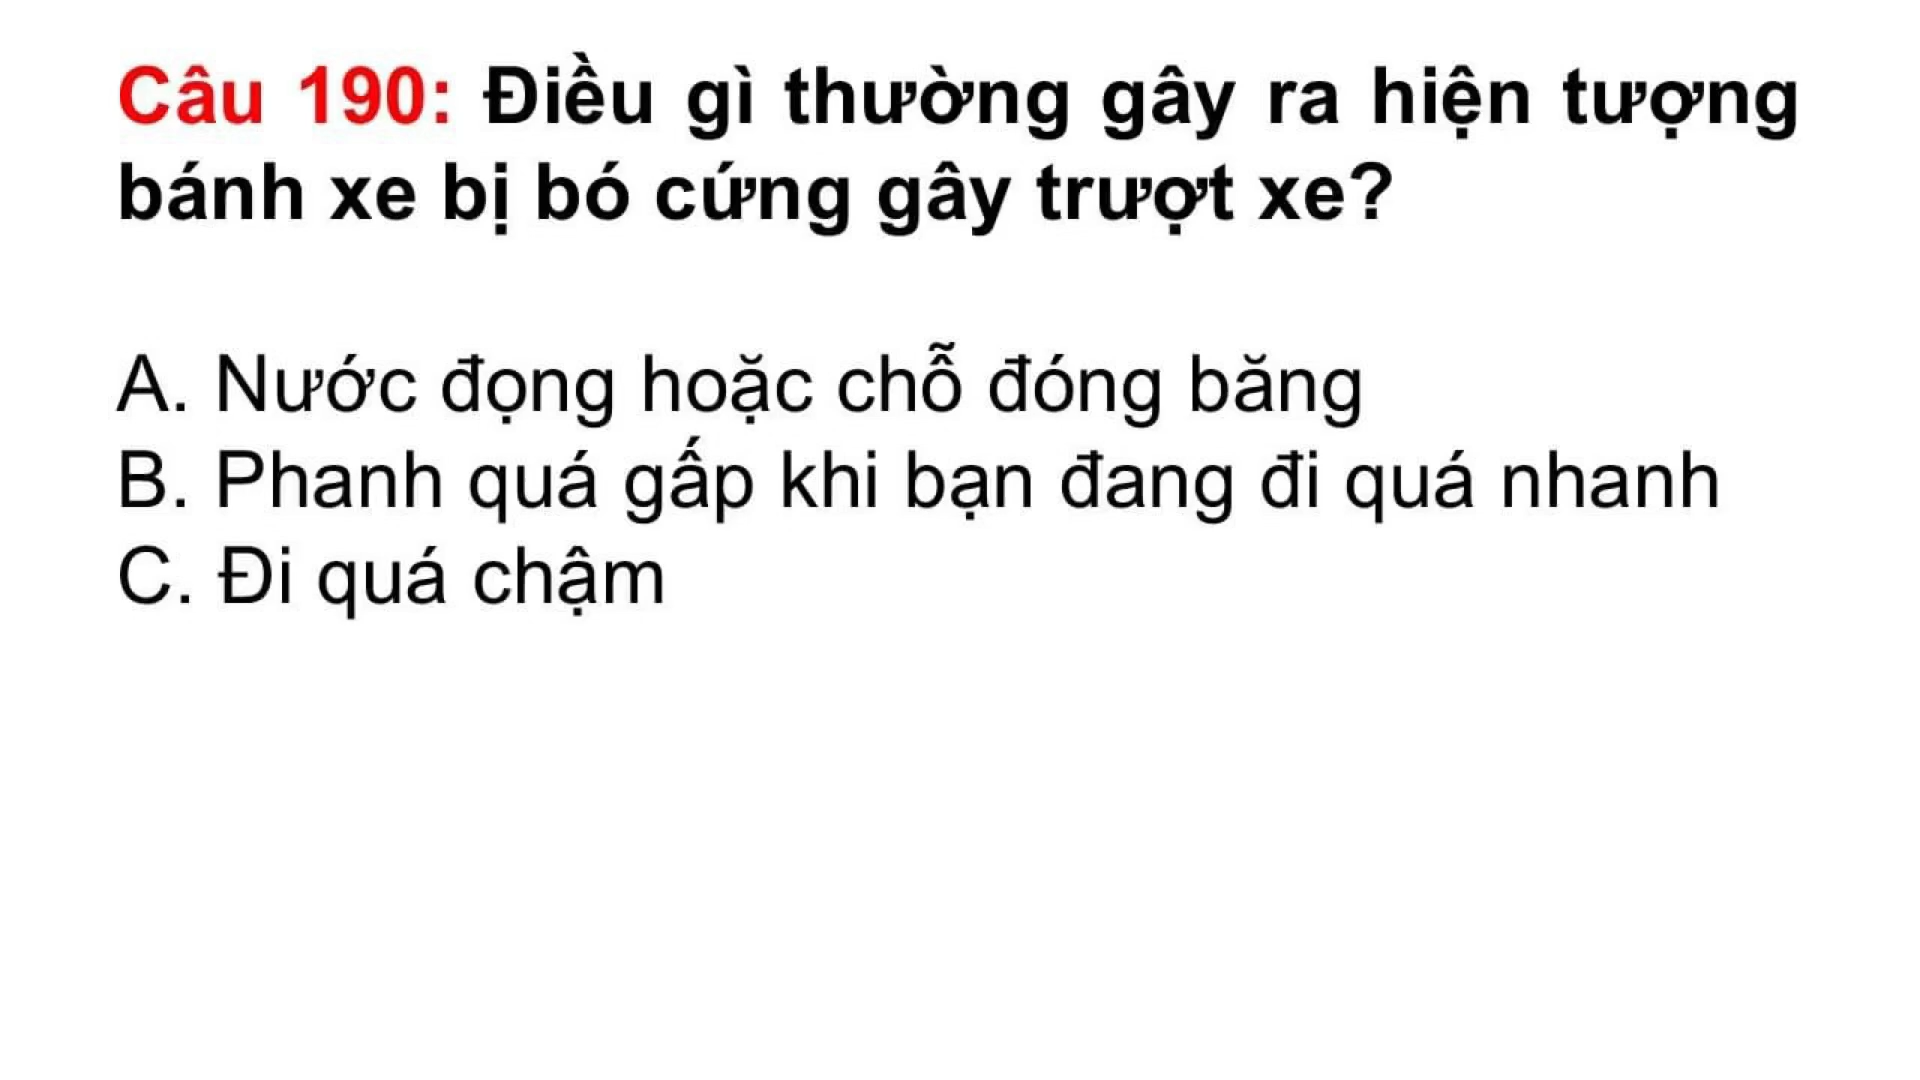 Câu 190: Điều gì thường gây ra hiện tượng
bánh xe bị bó cứng gây trượt xe?
A. Nước đọng hoặc chỗ đóng băng
B. Phanh quá gấp khi bạn đang đi quá nhanh
C. Đi quá chậm